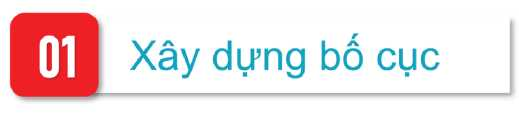 01 Xây dựng bố cục